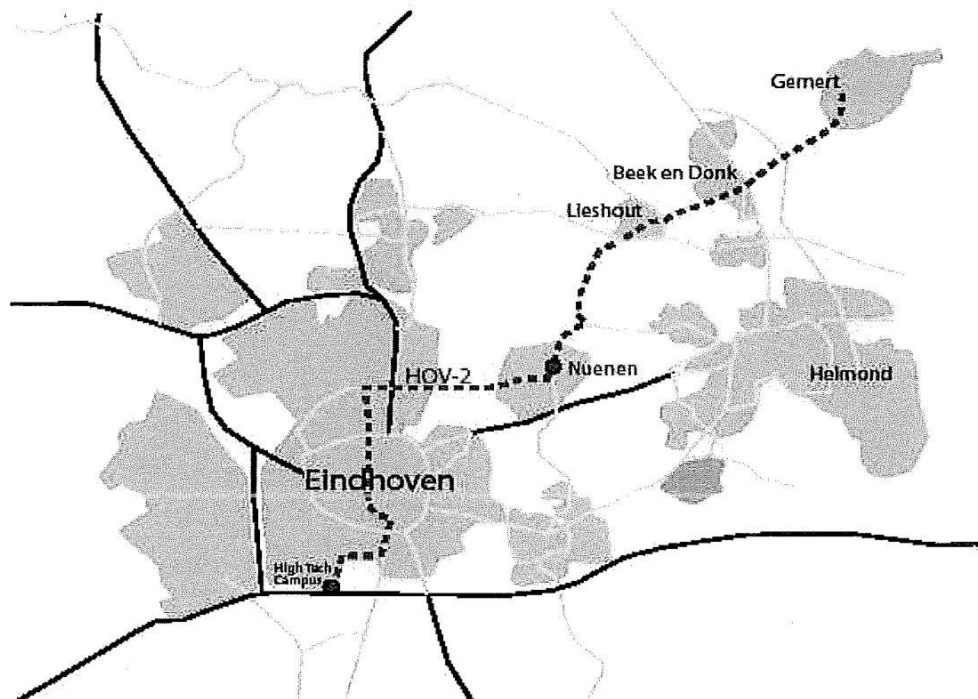 Gemert
Beek en Donk
Lieshout
Nuenen
HOV-2
Helmond
Eindhoven
High Tech
Campus